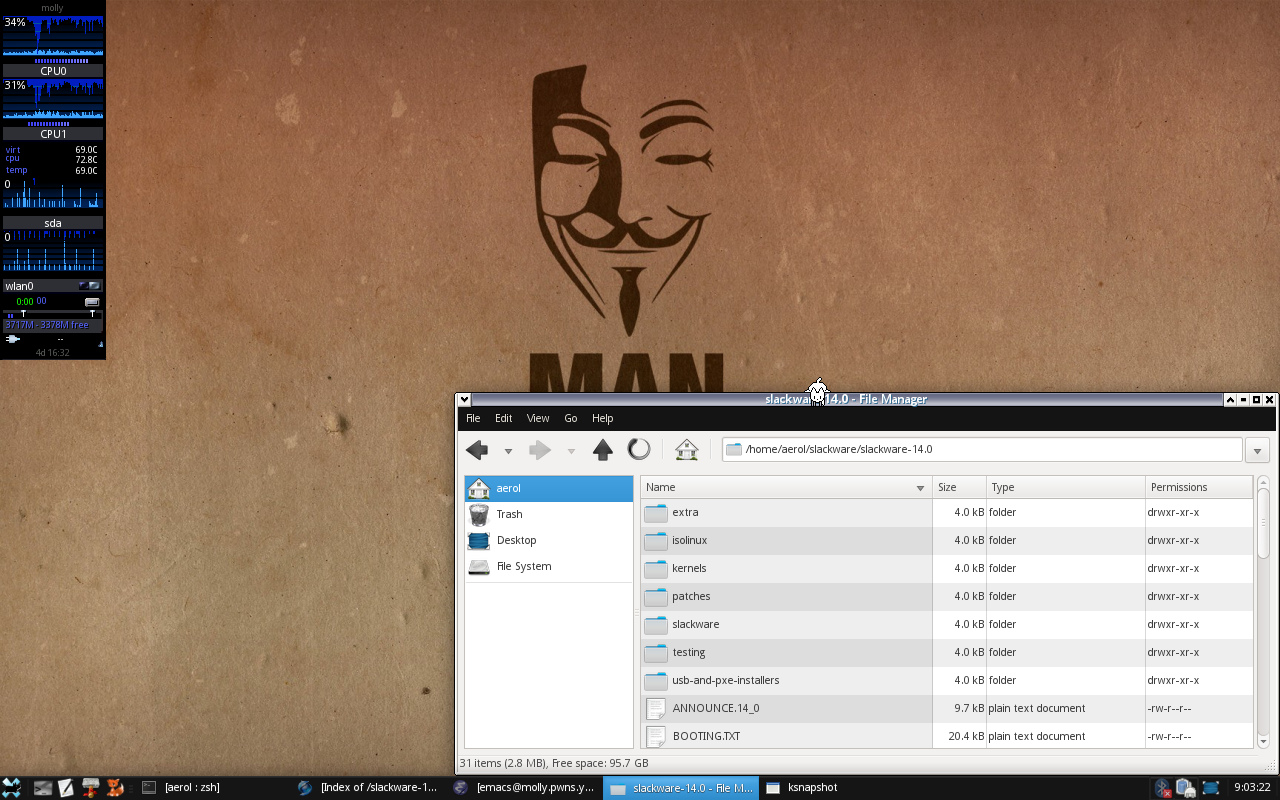 molly
34%
CPU0
31%
CPU1
virt 69.0C
cpu 72.8C
temp 69.0C
0 1
sda
0
wlan0
0:00 00
3717M - 3378M free
--
4d 16:32
MAN
slackware-14.0 - File Manager
File Edit View Go Help
/home/aerol/slackware/slackware-14.0
aerol
Trash
Desktop
File System
Name Size Type Permissions
extra 4.0 kB folder drwxr-xr-x
isolinux 4.0 kB folder drwxr-xr-x
kernels 4.0 kB folder drwxr-xr-x
patches 4.0 kB folder drwxr-xr-x
slackware 4.0 kB folder drwxr-xr-x
testing 4.0 kB folder drwxr-xr-x
usb-and-pxe-installers 4.0 kB folder drwxr-xr-x
ANNOUNCE.14_0 9.7 kB plain text document -rw-r--r--
BOOTING.TXT 20.4 kB plain text document -rw-r--r--
31 items (2.8 MB), Free space: 95.7 GB
[aerol : zsh] [Index of /slackware-1... [emacs@molly.pwns.y... slackware-14.0 - File M... ksnapshot 9:03:22